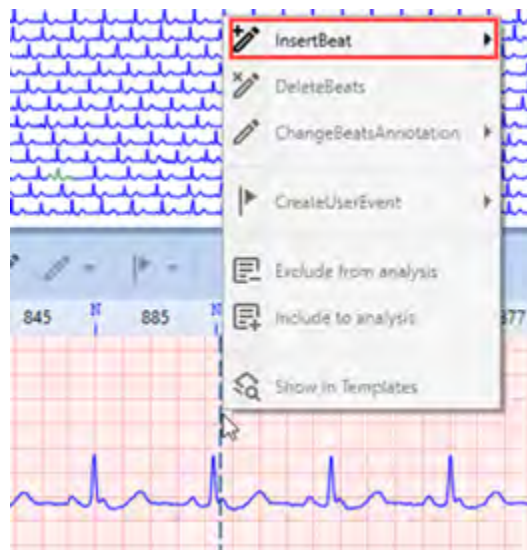 InsertBeat
DeleteBeats
ChangeBeatsAnnotation
CreateUserEvent
Exclude from analysis
Include to analysis
845 N 885 N 877
Show in Templates